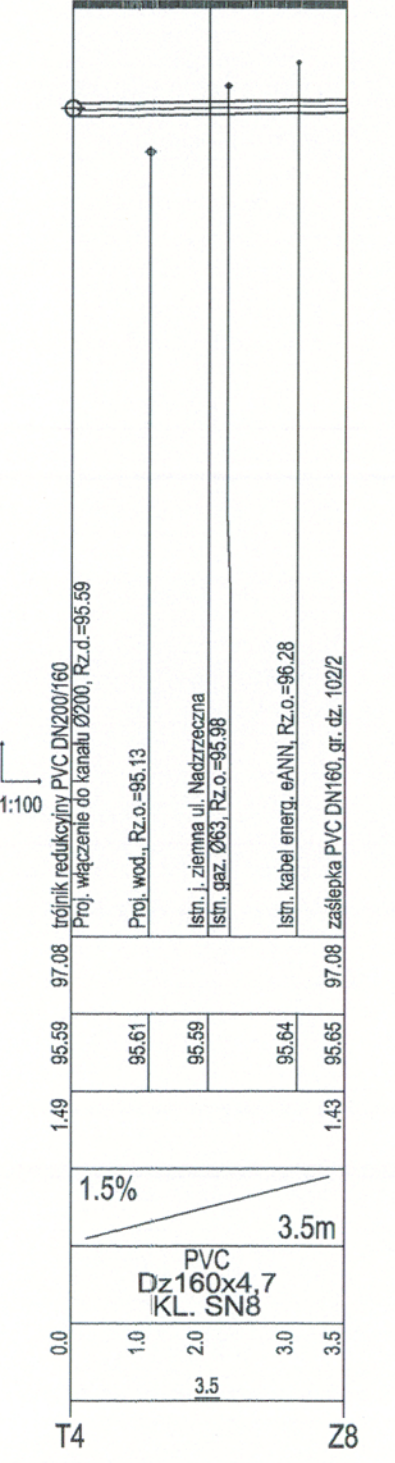 1:100
trójnik redukcyjny PVC DN200/160
Proj. włączenie do kanału Ø200, Rz.d.=95.59
Proj. wod., Rz.o.=95.13
Istn. j. ziemna ul. Nadrzeczna
Istn. gaz. Ø63, Rz.o.=95.98
Istn. kabel energ. eANN, Rz.o.=96.28
zaślepka PVC DN160, gr. dz. 102/2
97.08 97.08
95.59 95.61 95.59 95.64 95.65
1.49 1.43
1.5%
3.5m
PVC
Dz160x4,7
KL. SN8
0.0 1.0 2.0 3.0 3.5
3.5
T4 Z8